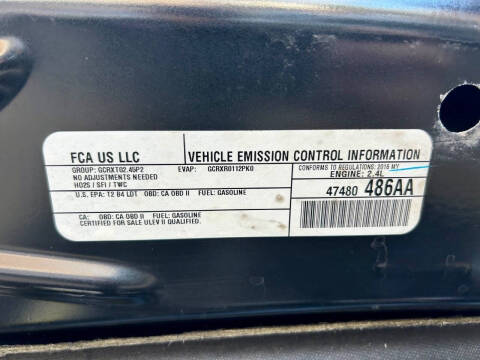 FCA US LLC
VEHICLE EMISSION CONTROL INFORMATION
GROUP: GCRXT02.45P2 EVAP: GCRXR0112PK0
CONFORMS TO REGULATIONS: 2016 MY
NO ADJUSTMENTS NEEDED
ENGINE: 2.4L
HO2S / SFI / TWC
47480 486AA
U.S. EPA: T2 B4 LDT OBD: CA OBD II FUEL: GASOLINE
CA: OBD: CA OBD II FUEL: GASOLINE
CERTIFIED FOR SALE ULEV II QUALIFIED.